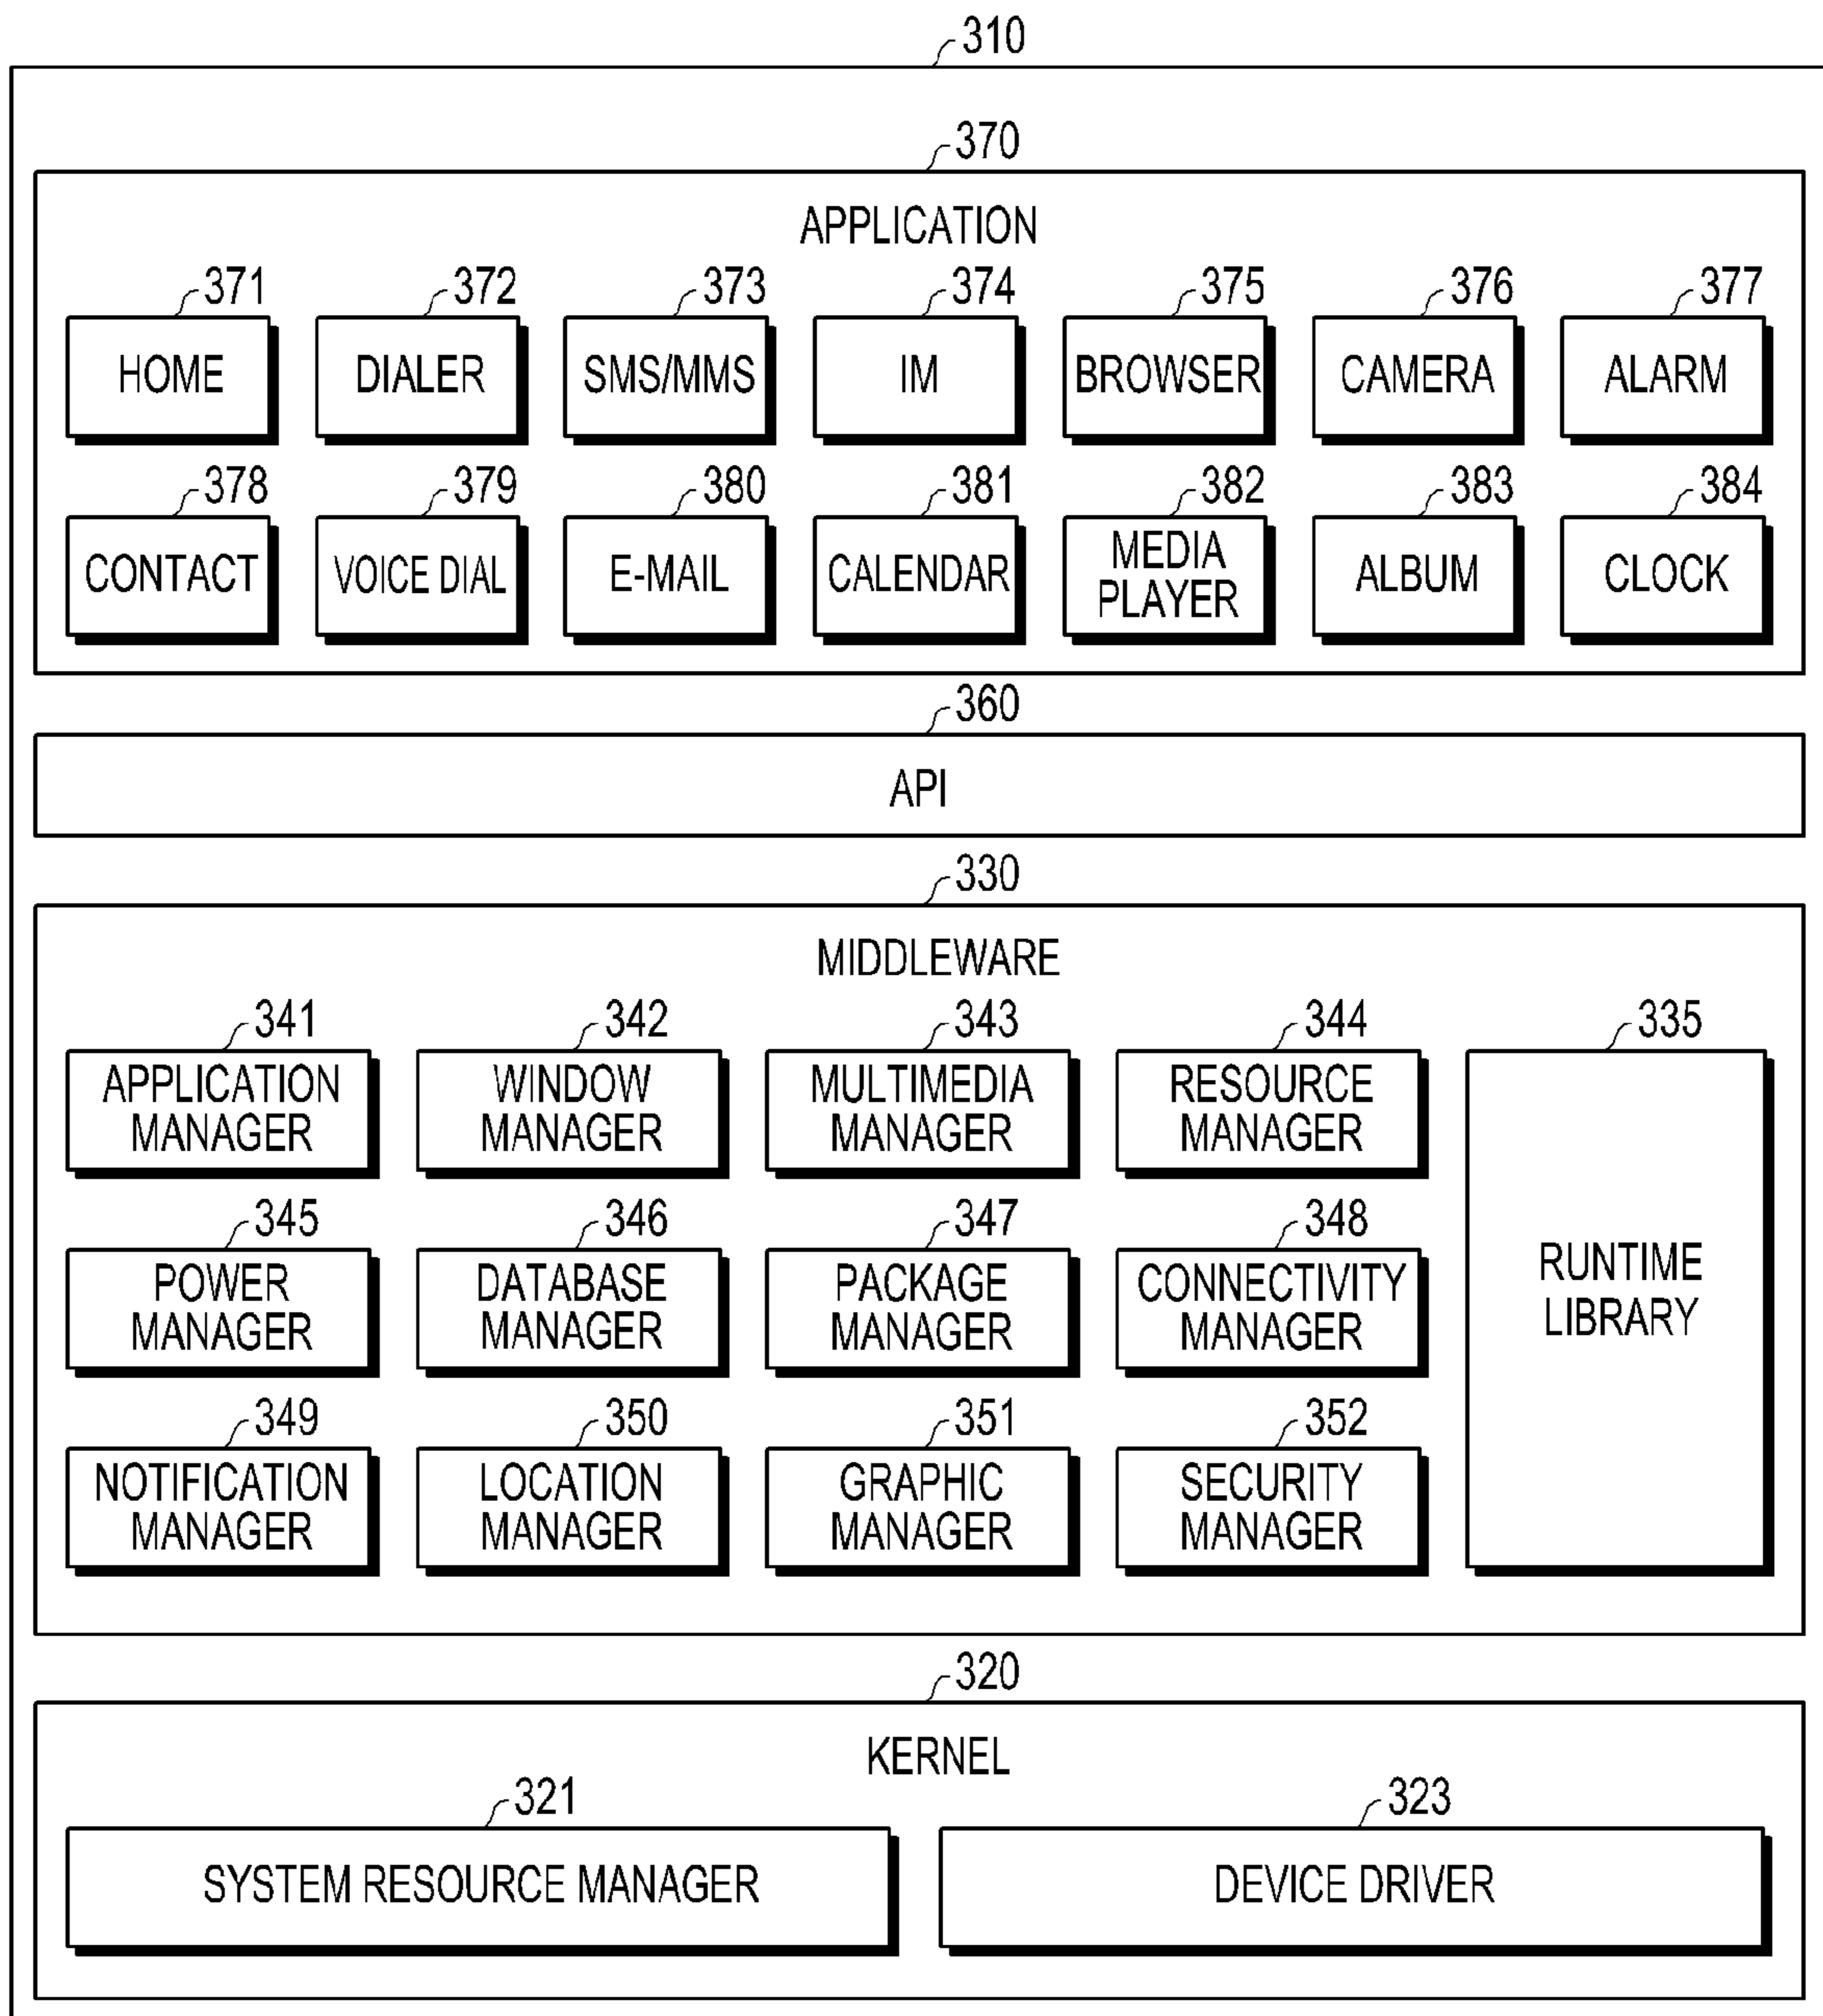 310
370
APPLICATION
371 372 373 374 375 376 377
HOME DIALER SMS/MMS IM BROWSER CAMERA ALARM
378 379 380 381 382 383 384
CONTACT VOICE DIAL E-MAIL CALENDAR MEDIA PLAYER ALBUM CLOCK
360
API
330
MIDDLEWARE
341 342 343 344 335
APPLICATION MANAGER
WINDOW MANAGER
MULTIMEDIA MANAGER
RESOURCE MANAGER
345 346 347 348
POWER MANAGER
DATABASE MANAGER
PACKAGE MANAGER
CONNECTIVITY MANAGER
RUNTIME LIBRARY
349 350 351 352
NOTIFICATION MANAGER
LOCATION MANAGER
GRAPHIC MANAGER
SECURITY MANAGER
320
KERNEL
321 323
SYSTEM RESOURCE MANAGER DEVICE DRIVER